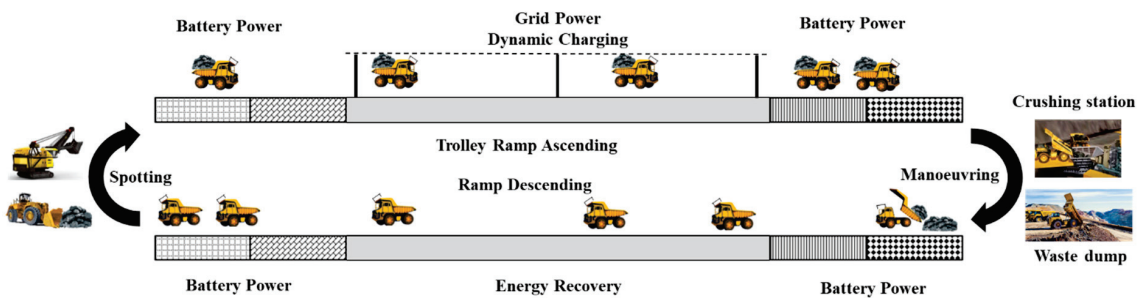 Battery Power
Grid Power
Dynamic Charging
Battery Power
Crushing station
Trolley Ramp Ascending
Spotting
Ramp Descending
Manoeuvring
Waste dump
Battery Power
Energy Recovery
Battery Power